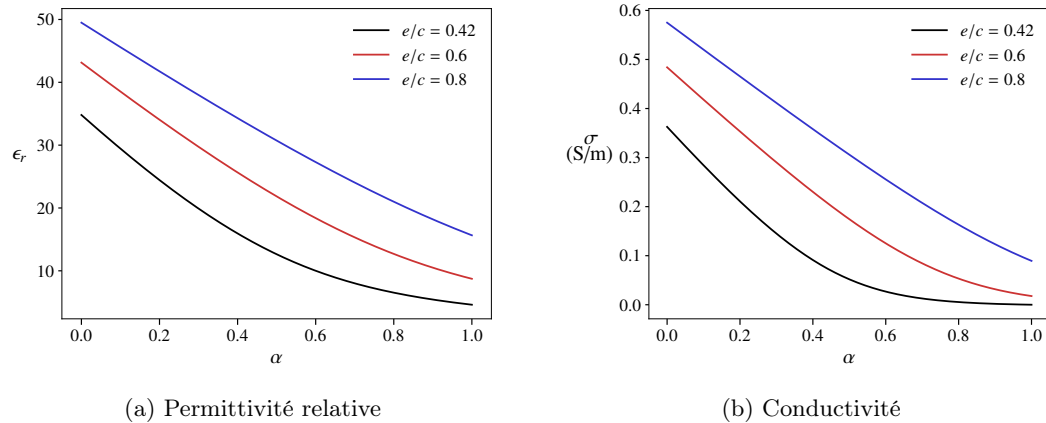 50
40
30
20
10
ϵr
0.0 0.2 0.4 0.6 0.8 1.0
α
e/c = 0.42
e/c = 0.6
e/c = 0.8
(a) Permittivité relative
0.6
0.5
0.4
0.3
0.2
0.1
0.0
σ
(S/m)
0.0 0.2 0.4 0.6 0.8 1.0
α
e/c = 0.42
e/c = 0.6
e/c = 0.8
(b) Conductivité